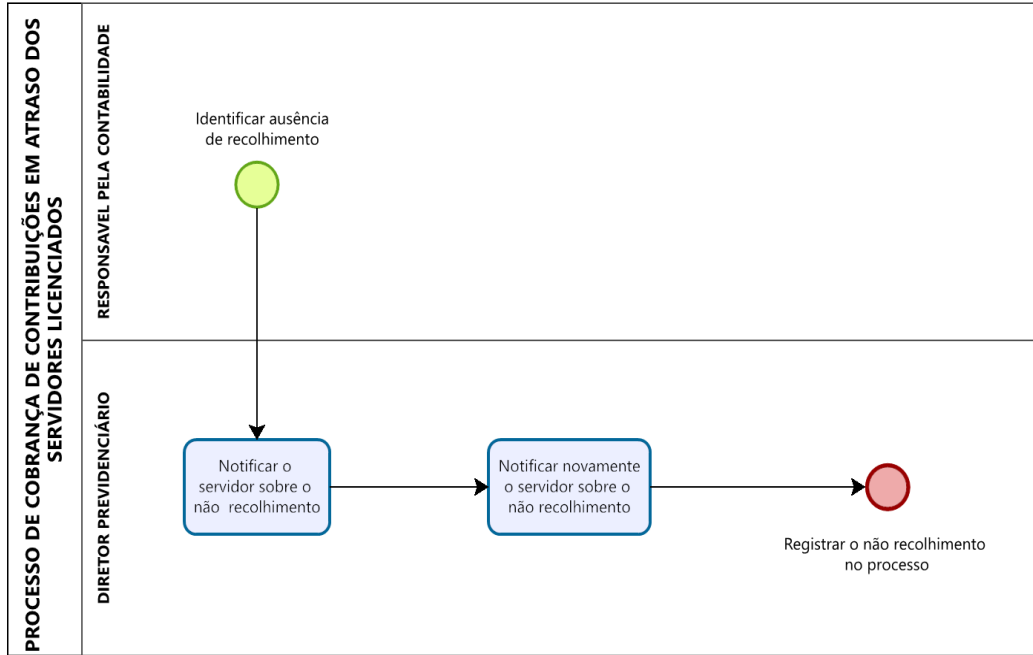 PROCESSO DE COBRANÇA DE CONTRIBUIÇÕES EM ATRASO DOS
SERVIDORES LICENCIADOS
RESPONSAVEL PELA CONTABILIDADE
Identificar ausência
de recolhimento
DIRETOR PREVIDENCIÁRIO
Notificar o
servidor sobre o
não recolhimento
Notificar novamente
o servidor sobre o
não recolhimento
Registrar o não recolhimento
no processo